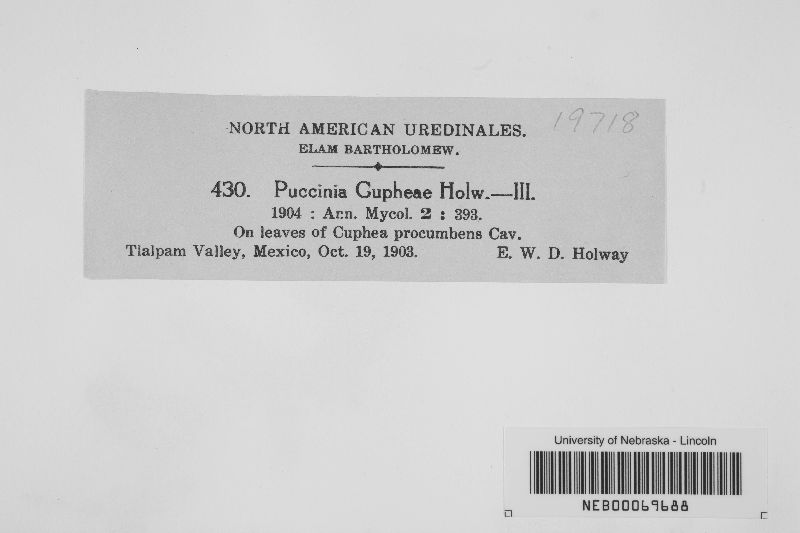 NORTH AMERICAN UREDINALES.
19718
ELAM BARTHOLOMEW.
430. Puccinia Cupheae Holw.—III.
1904 : Ann. Mycol. 2 : 393.
On leaves of Cuphea procumbens Cav.
Tialpam Valley, Mexico, Oct. 19, 1903. E. W. D. Holway
University of Nebraska - Lincoln
NEB00069688